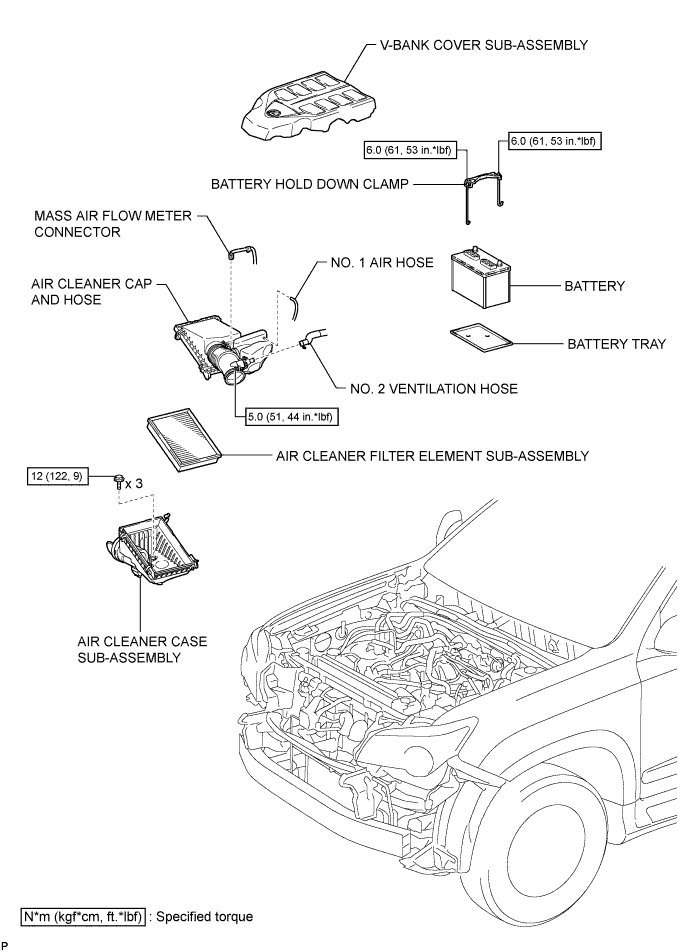 V-BANK COVER SUB-ASSEMBLY
6.0 (61, 53 in.*lbf)
6.0 (61, 53 in.*lbf)
BATTERY HOLD DOWN CLAMP
MASS AIR FLOW METER
CONNECTOR
NO. 1 AIR HOSE
AIR CLEANER CAP
AND HOSE
BATTERY
BATTERY TRAY
NO. 2 VENTILATION HOSE
5.0 (51, 44 in.*lbf)
AIR CLEANER FILTER ELEMENT SUB-ASSEMBLY
12 (122, 9)
x 3
AIR CLEANER CASE
SUB-ASSEMBLY
N*m (kgf*cm, ft.*lbf) : Specified torque
P